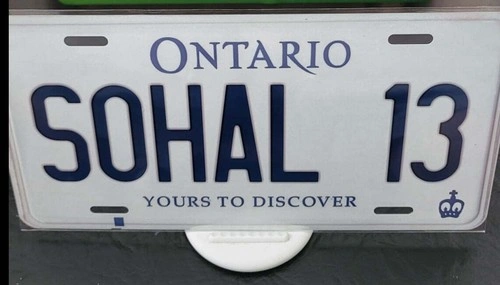 ONTARIO
SOHAL 13
YOURS TO DISCOVER